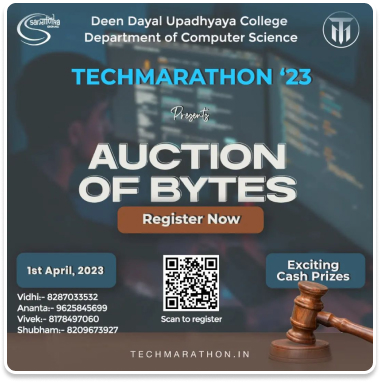 Deen Dayal Upadhyaya College
Department of Computer Science
TECHMARATHON ‘23
Presents
AUCTION
OF BYTES
Register Now
1st April, 2023
Exciting
Cash Prizes
Vidhi:- 8287033532
Ananta:- 9625845699
Vivek:- 8178497060
Shubham:- 8209673927
Scan to register
TECHMARATHON.IN